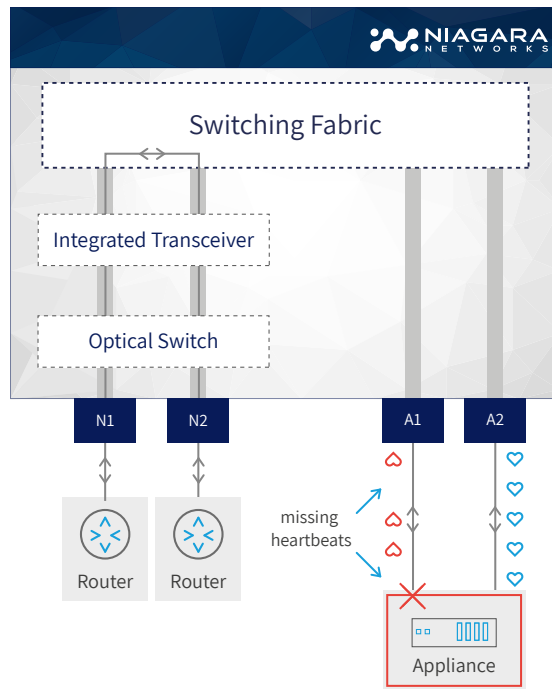 NIAGARA
NETWORKS
Switching Fabric
Integrated Transceiver
Optical Switch
N1
N2
A1
A2
missing
heartbeats
Router
Router
Appliance